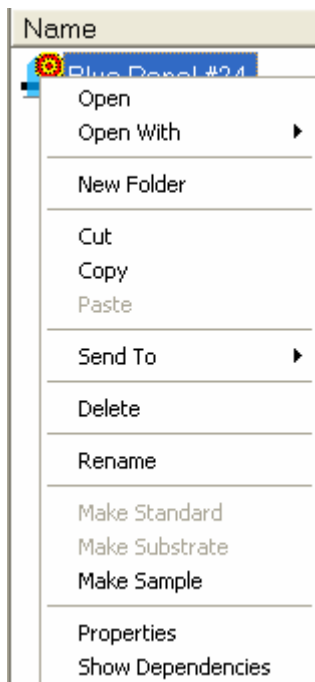 Name
Blue Panel #24
Open
Open With
New Folder
Cut
Copy
Paste
Send To
Delete
Rename
Make Standard
Make Substrate
Make Sample
Properties
Show Dependencies